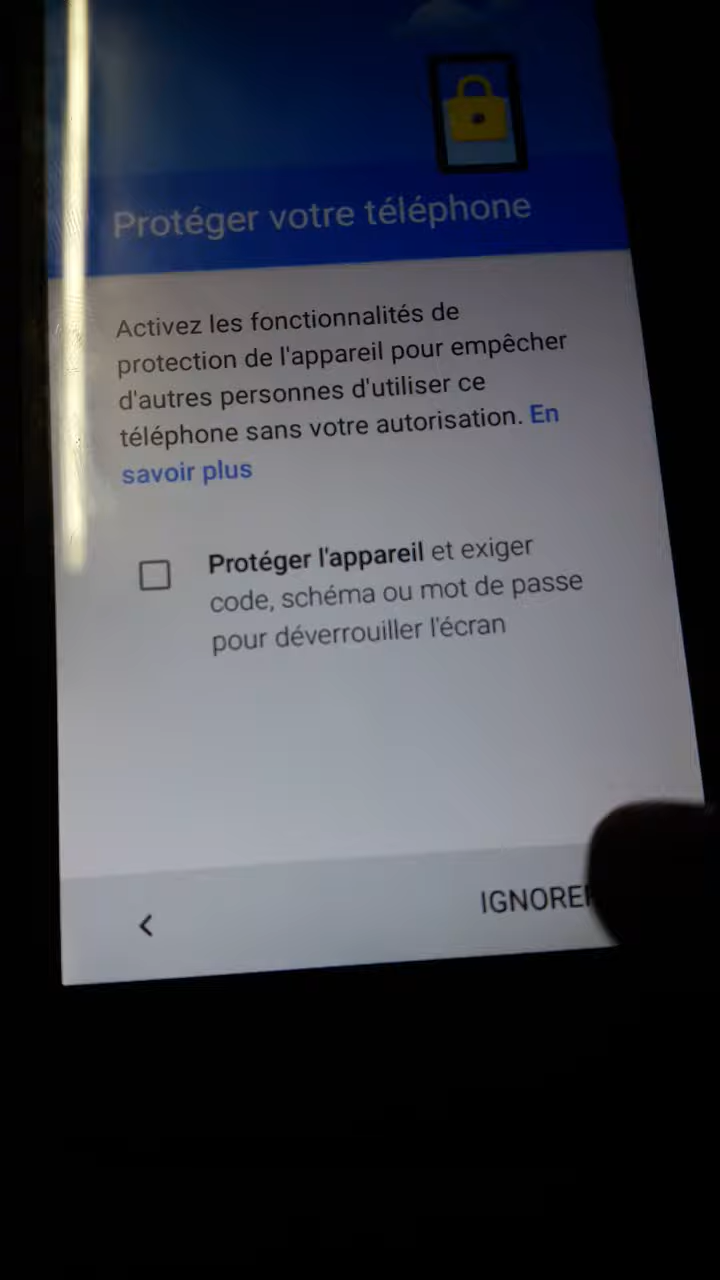 Protéger votre téléphone
Activez les fonctionnalités de
protection de l'appareil pour empêcher
d'autres personnes d'utiliser ce
téléphone sans votre autorisation. En
savoir plus
Protéger l'appareil et exiger
code, schéma ou mot de passe
pour déverrouiller l'écran
IGNORER